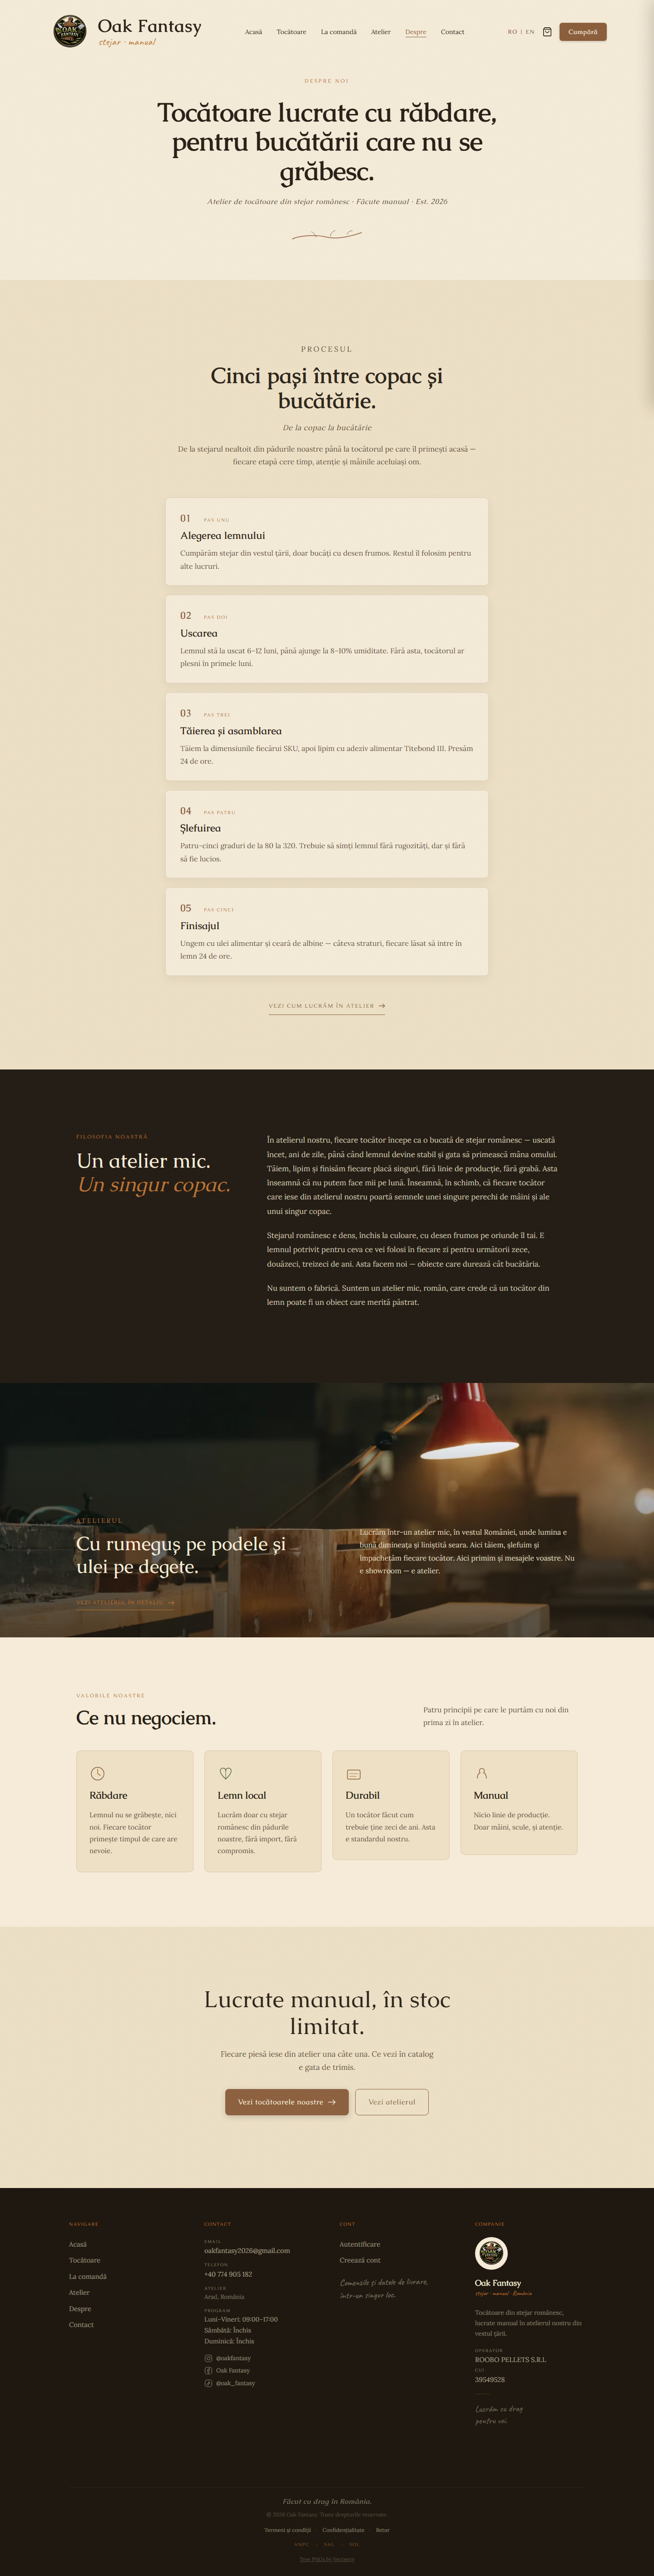 OAK FANTASY
Oak Fantasy
stejar · manual
Acasă
Tocătoare
La comandă
Atelier
Despre
Contact
RO | EN
Cumpără
DESPRE NOI
Tocătoare lucrate cu răbdare,
pentru bucătării care nu se
grăbesc.
Atelier de tocătoare din stejar românesc · Făcute manual · Est. 2026
PROCESUL
Cinci pași între copac și
bucătărie.
De la copac la bucătărie
De la stejarul nealtoit din pădurile noastre până la tocătorul pe care îl primești acasă —
fiecare etapă cere timp, atenție și mâinile aceluiași om.
01 PAS UNU
Alegerea lemnului
Cumpărăm stejar din vestul țării, doar bucăți cu desen frumos. Restul îl folosim pentru
alte lucruri.
02 PAS DOI
Uscarea
Lemnul stă la uscat 6–12 luni, până ajunge la 8–10% umiditate. Fără asta, tocătorul ar
plesni în primele luni.
03 PAS TREI
Tăierea și asamblarea
Tăiem la dimensiunile fiecărui SKU, apoi lipim cu adeziv alimentar Titebond III. Presăm
24 de ore.
04 PAS PATRU
Șlefuirea
Patru-cinci graduri de la 80 la 320. Trebuie să simți lemnul fără rugozități, dar și fără
să fie lucios.
05 PAS CINCI
Finisajul
Ungem cu ulei alimentar și ceară de albine — câteva straturi, fiecare lăsat să intre în
lemn 24 de ore.
VEZI CUM LUCRĂM ÎN ATELIER →
FILOSOFIA NOASTRĂ
Un atelier mic.
Un singur copac.
În atelierul nostru, fiecare tocător începe ca o bucată de stejar românesc — uscată
încet, ani de zile, până când lemnul devine stabil și gata să primească mâna omului.
Tăiem, lipim și finisăm fiecare placă singuri, fără linie de producție, fără grabă. Asta
înseamnă că nu putem face mii pe lună. Înseamnă, în schimb, că fiecare tocător
care iese din atelierul nostru poartă semnele unei singure perechi de mâini și ale
unui singur copac.
Stejarul românesc e dens, închis la culoare, cu desen frumos pe oriunde îl tai. E
lemnul potrivit pentru ceva ce vei folosi în fiecare zi pentru următorii zece,
douăzeci, treizeci de ani. Asta facem noi — obiecte care durează cât bucătăria.
Nu suntem o fabrică. Suntem un atelier mic, român, care crede că un tocător din
lemn poate fi un obiect care merită păstrat.
ATELIERUL
Cu rumeguș pe podele și
ulei pe degete.
VEZI ATELIERUL ÎN DETALIU →
Lucrăm într-un atelier mic, în vestul României, unde lumina e
bună dimineața și liniștită seara. Aici tăiem, șlefuim și
împachetăm fiecare tocător. Aici primim și mesajele voastre. Nu
e showroom — e atelier.
VALORILE NOASTRE
Ce nu negociem.
Patru principii pe care le purtăm cu noi din
prima zi în atelier.
Răbdare
Lemnul nu se grăbește, nici
noi. Fiecare tocător
primește timpul de care are
nevoie.
Lemn local
Lucrăm doar cu stejar
românesc din pădurile
noastre, fără import, fără
compromis.
Durabil
Un tocător făcut cum
trebuie ține zeci de ani. Asta
e standardul nostru.
Manual
Nicio linie de producție.
Doar mâini, scule, și atenție.
Lucrate manual, în stoc
limitat.
Fiecare piesă iese din atelier una câte una. Ce vezi în catalog
e gata de trimis.
Vezi tocătoarele noastre →
Vezi atelierul
NAVIGARE
Acasă
Tocătoare
La comandă
Atelier
Despre
Contact
CONTACT
EMAIL
oakfantasy2026@gmail.com
TELEFON
+40 774 905 182
ATELIER
Arad, România
PROGRAM
Luni–Vineri: 09:00–17:00
Sâmbătă: Închis
Duminică: Închis
@oakfantasy
Oak Fantasy
@oak_fantasy
CONT
Autentificare
Creează cont
Comenzile și datele de livrare,
într-un singur loc.
COMPANIE
Oak Fantasy
stejar · manual · România
Tocătoare din stejar românesc,
lucrate manual în atelierul nostru din
vestul țării.
OPERATOR
ROOBO PELLETS S.R.L.
CUI
39549528
Lucrăm cu drag
pentru voi.
Făcut cu drag în România.
© 2026 Oak Fantasy. Toate drepturile rezervate.
Termeni și condiții
Confidențialitate
Retur
ANPC · SAL · SOL